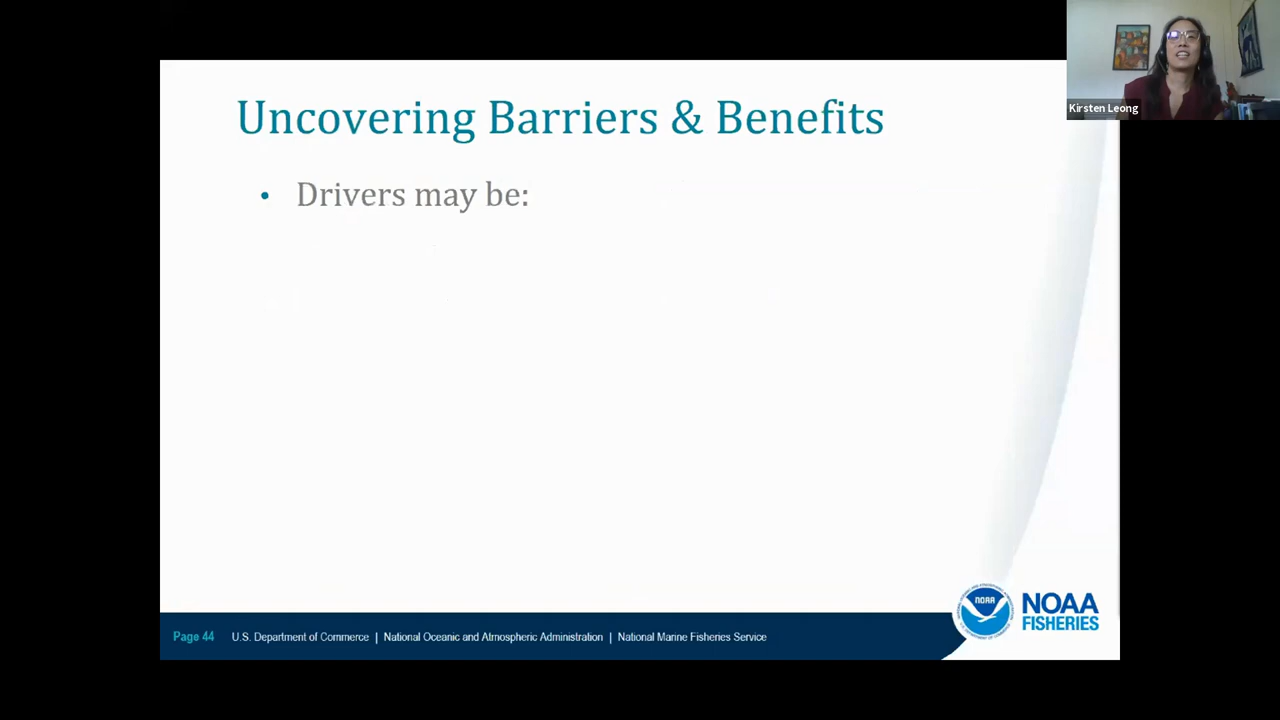 Kirsten Leong
Uncovering Barriers & Benefits
• Drivers may be:
NOAA
NOAA
FISHERIES
Page 44 U.S. Department of Commerce | National Oceanic and Atmospheric Administration | National Marine Fisheries Service